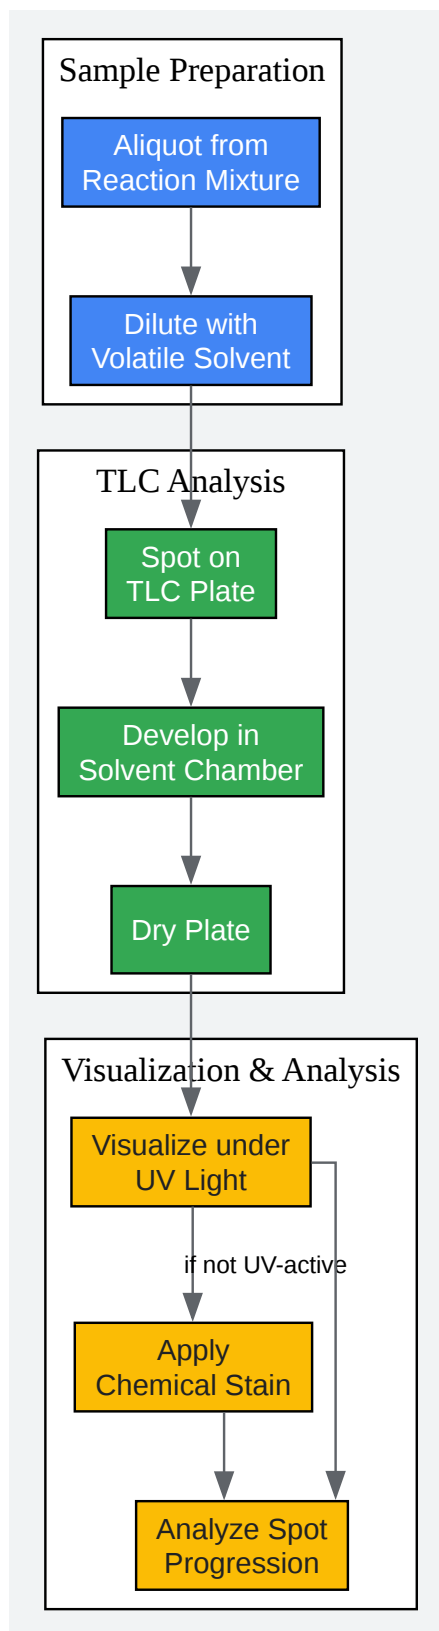 Sample Preparation
Aliquot from
Reaction Mixture
Dilute with
Volatile Solvent
TLC Analysis
Spot on
TLC Plate
Develop in
Solvent Chamber
Dry Plate
Visualization & Analysis
Visualize under
UV Light
if not UV-active
Apply
Chemical Stain
Analyze Spot
Progression